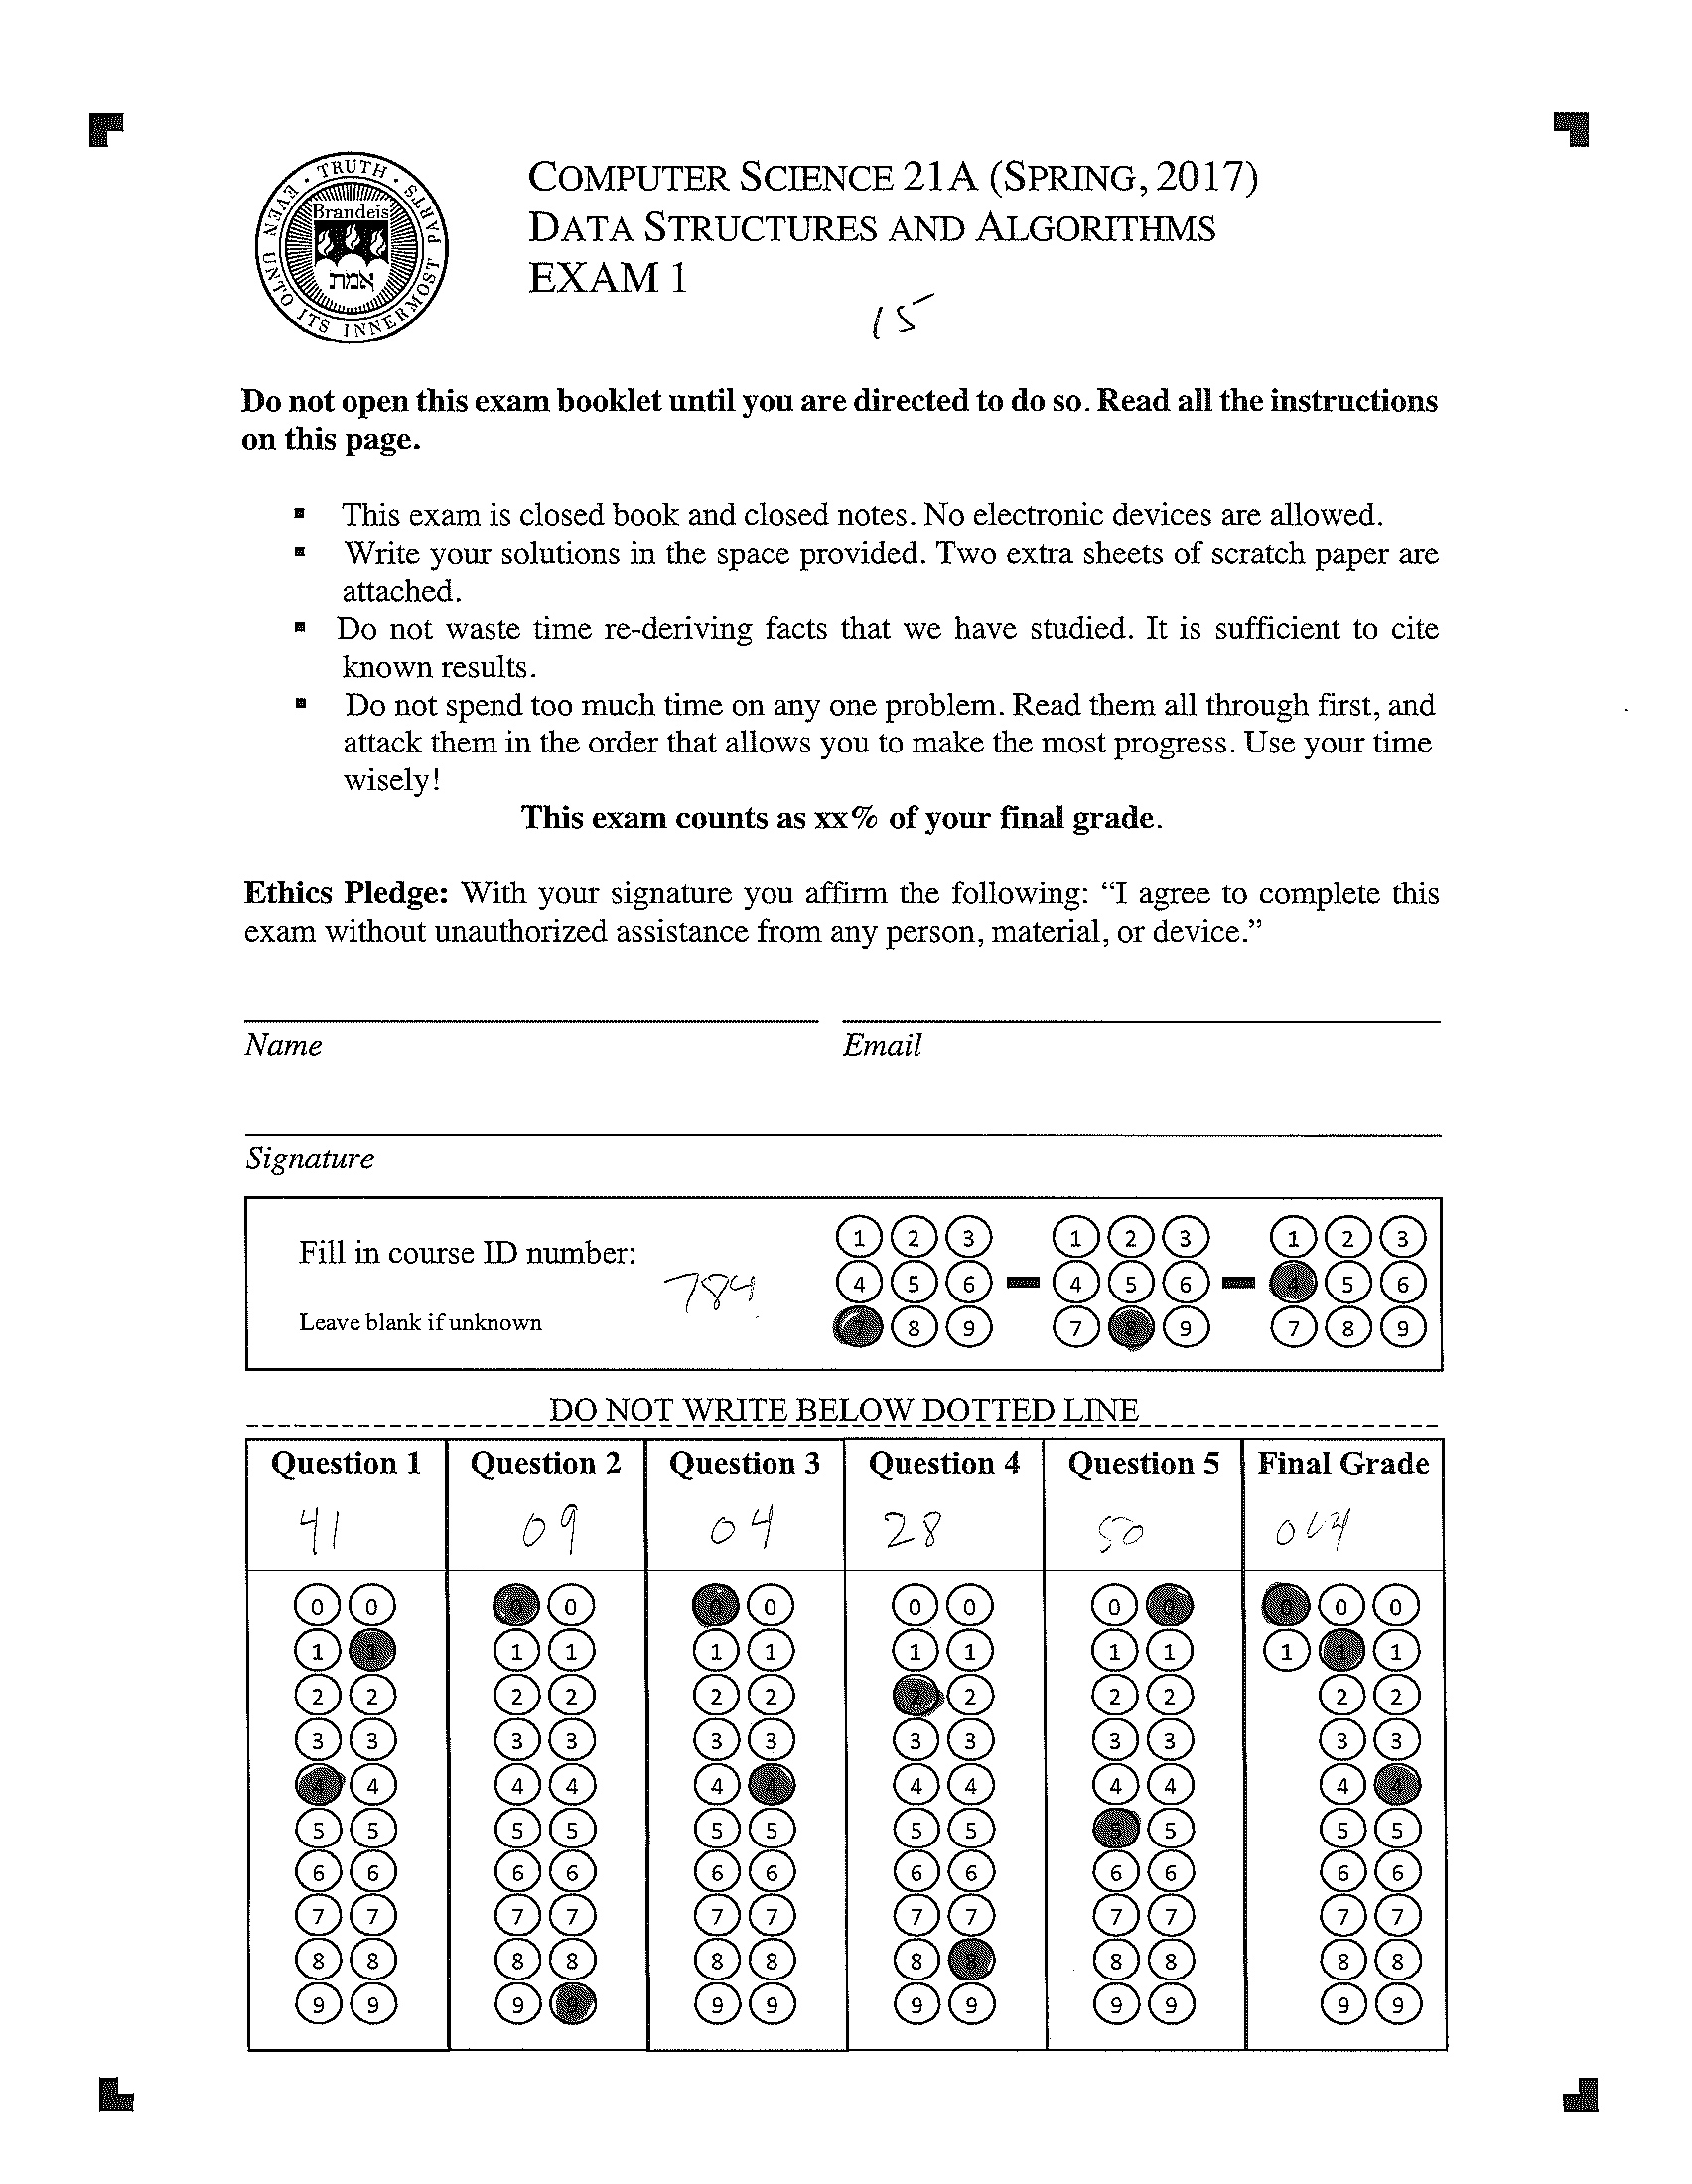 TRUTH · EVEN UNTO ITS INNERMOST PARTS ·
Brandeis
אמת
COMPUTER SCIENCE 21A (SPRING, 2017)
DATA STRUCTURES AND ALGORITHMS
EXAM 1
15
Do not open this exam booklet until you are directed to do so. Read all the instructions
on this page.
▪ This exam is closed book and closed notes. No electronic devices are allowed.
▪ Write your solutions in the space provided. Two extra sheets of scratch paper are
attached.
▪ Do not waste time re-deriving facts that we have studied. It is sufficient to cite
known results.
▪ Do not spend too much time on any one problem. Read them all through first, and
attack them in the order that allows you to make the most progress. Use your time
wisely!
This exam counts as xx% of your final grade.
Ethics Pledge: With your signature you affirm the following: “I agree to complete this
exam without unauthorized assistance from any person, material, or device.”
Name Email
Signature
1 2 3 1 2 3 1 2 3
Fill in course ID number: 784
4 5 6 - 4 5 6 - 4 5 6
Leave blank if unknown 7 8 9 7 8 9 7 8 9
DO NOT WRITE BELOW DOTTED LINE
Question 1 Question 2 Question 3 Question 4 Question 5 Final Grade
41 09 04 28 50
0 0 0 0 0 0 0 0 0 0 0 0 0
1 1 1 1 1 1 1 1 1 1 1 1 1
2 2 2 2 2 2 2 2 2 2 2 2
3 3 3 3 3 3 3 3 3 3 3 3
4 4 4 4 4 4 4 4 4 4 4 4
5 5 5 5 5 5 5 5 5 5 5 5
6 6 6 6 6 6 6 6 6 6 6 6
7 7 7 7 7 7 7 7 7 7 7 7
8 8 8 8 8 8 8 8 8 8 8 8
9 9 9 9 9 9 9 9 9 9 9 9